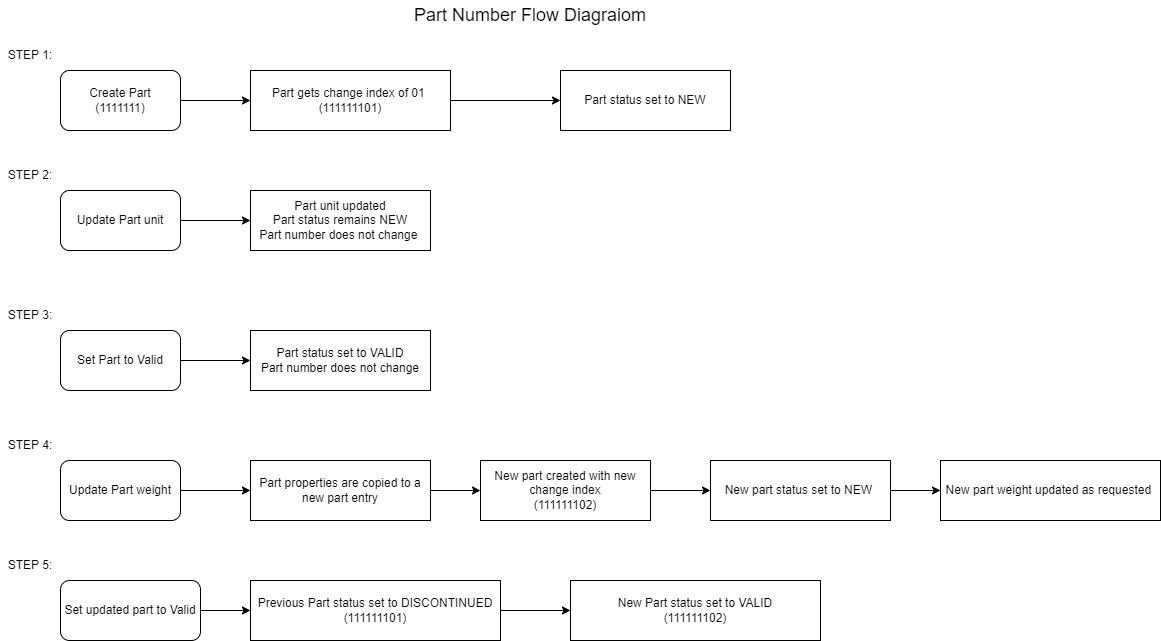 Part Number Flow Diagraiom
STEP 1:
Create Part
(1111111)
Part gets change index of 01
(111111101)
Part status set to NEW
STEP 2:
Update Part unit
Part unit updated
Part status remains NEW
Part number does not change
STEP 3:
Set Part to Valid
Part status set to VALID
Part number does not change
STEP 4:
Update Part weight
Part properties are copied to a
new part entry
New part created with new
change index
(111111102)
New part status set to NEW
New part weight updated as requested
STEP 5:
Set updated part to Valid
Previous Part status set to DISCONTINUED
(111111101)
New Part status set to VALID
(111111102)